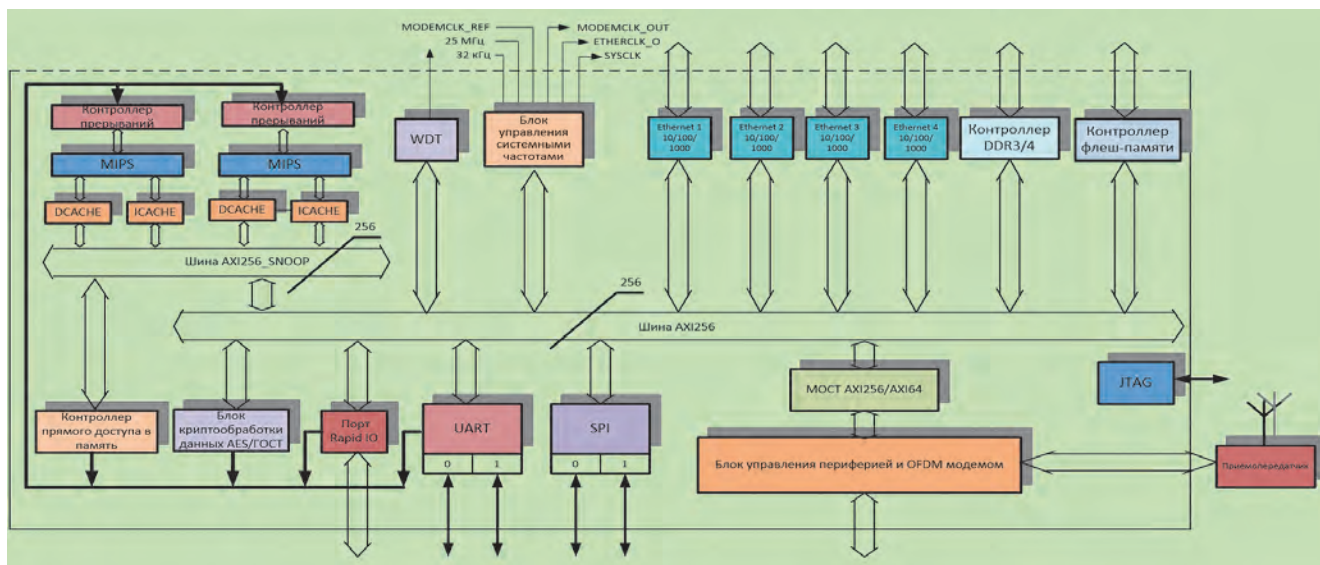 MODEMCLK_REF
25 МГц
32 кГц
MODEMCLK_OUT
ETHERCLK_O
SYSCLK
Контроллер
прерываний
Контроллер
прерываний
MIPS
MIPS
DCACHE
ICACHE
DCACHE
ICACHE
WDT
Блок
управления
системными
частотами
Ethernet 1
10/100/
1000
Ethernet 2
10/100/
1000
Ethernet 3
10/100/
1000
Ethernet 4
10/100/
1000
Контроллер
DDR3/4
Контроллер
флеш-памяти
256
Шина AXI256_SNOOP
256
Шина AXI256
Контроллер
прямого доступа в
память
Блок
криптообработки
данных AES/ГОСТ
Порт
Rapid IO
UART
0
1
SPI
0
1
МОСТ AXI256/AXI64
Блок управления периферией и OFDM модемом
JTAG
Приемопередатчик